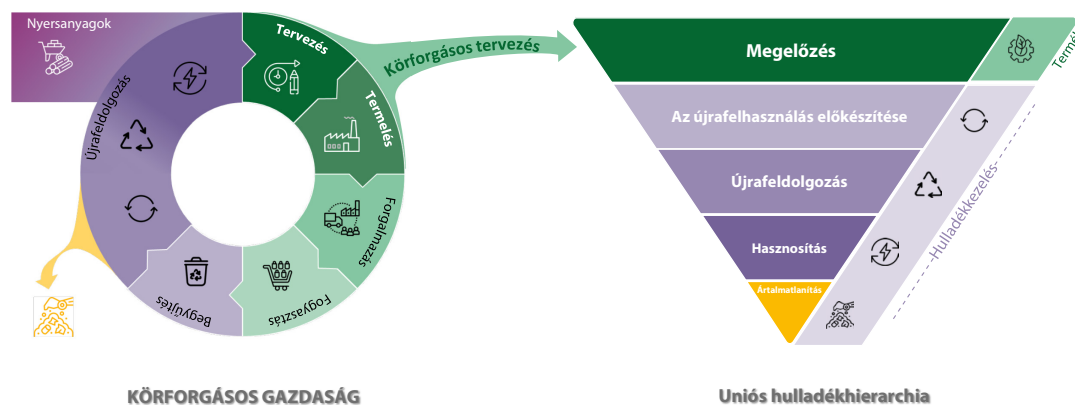 Nyersanyagok
Tervezés
Termelés
Forgalmazás
Fogyasztás
Begyűjtés
Újrafeldolgozás
Körforgásos tervezés
Megelőzés
Az újrafelhasználás előkészítése
Újrafeldolgozás
Hasznosítás
Ártalmatlanítás
Hulladékkezelés
KÖRFORGÁSOS GAZDASÁG
Uniós hulladékhierarchia